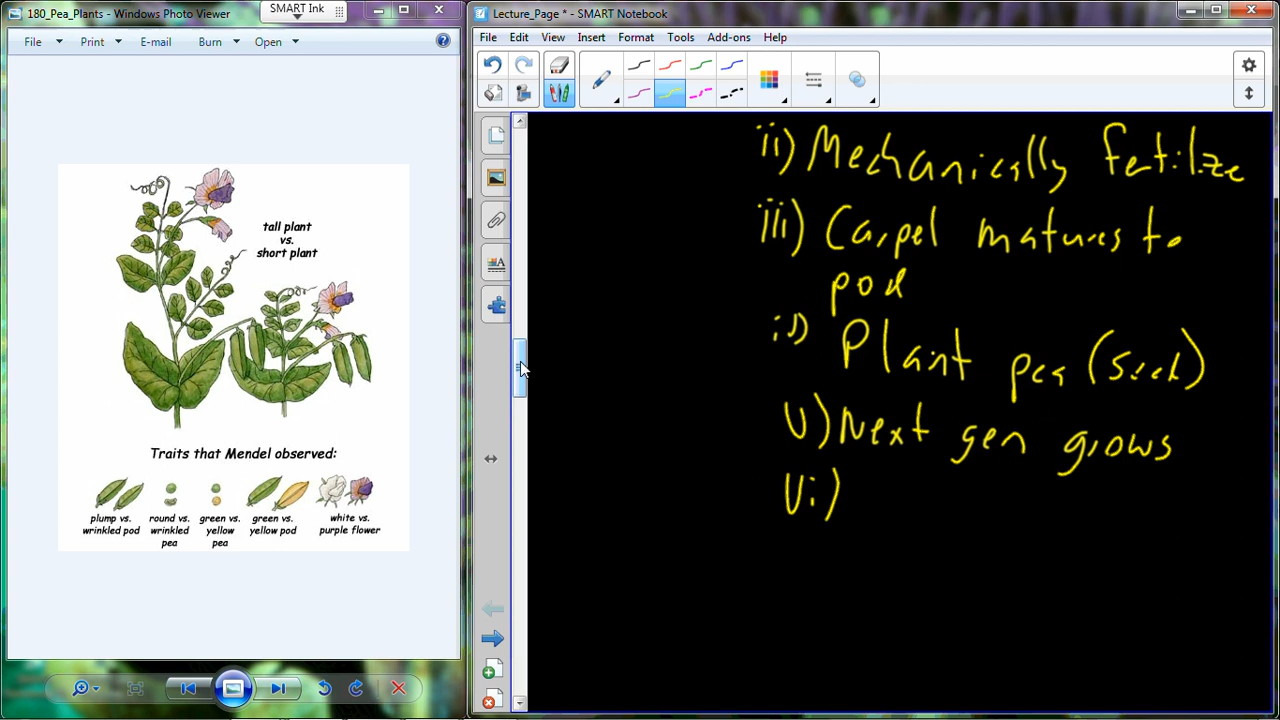 180_Pea_Plants - Windows Photo Viewer
SMART Ink
File Print E-mail Burn Open
tall plant
vs.
short plant
Traits that Mendel observed:
plump vs.
wrinkled pod
round vs.
wrinkled
pea
green vs.
yellow
pea
green vs.
yellow pod
white vs.
purple flower
Lecture_Page * - SMART Notebook
File Edit View Insert Format Tools Add-ons Help
ii) Mechanically fertilize
iii) Carpel matures to
pod
iv) Plant pea (seed)
v) Next gen grows
vi)